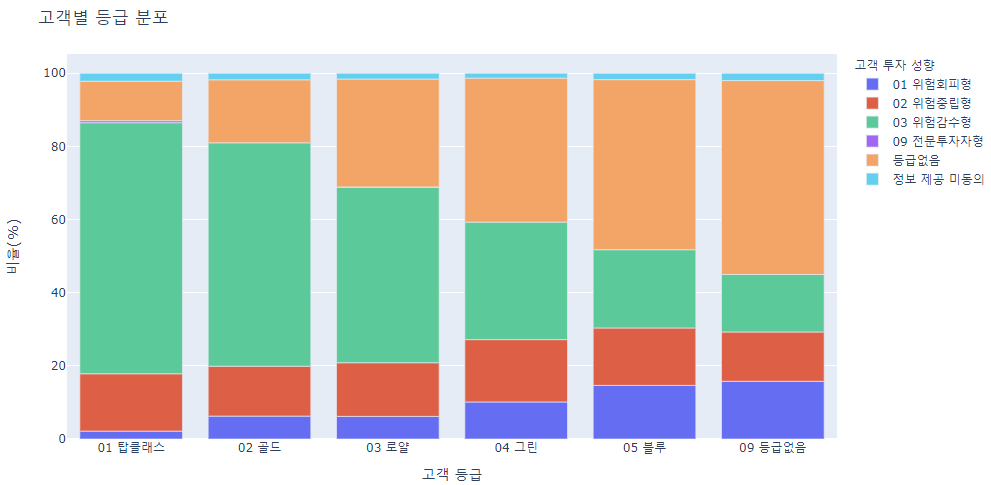 고객별 등급 분포
고객 투자 성향
01 위험회피형
02 위험중립형
03 위험감수형
09 전문투자자형
등급없음
정보 제공 미동의
비율(%)
100
80
60
40
20
0
01 탑클래스
02 골드
03 로얄
04 그린
05 블루
09 등급없음
고객 등급